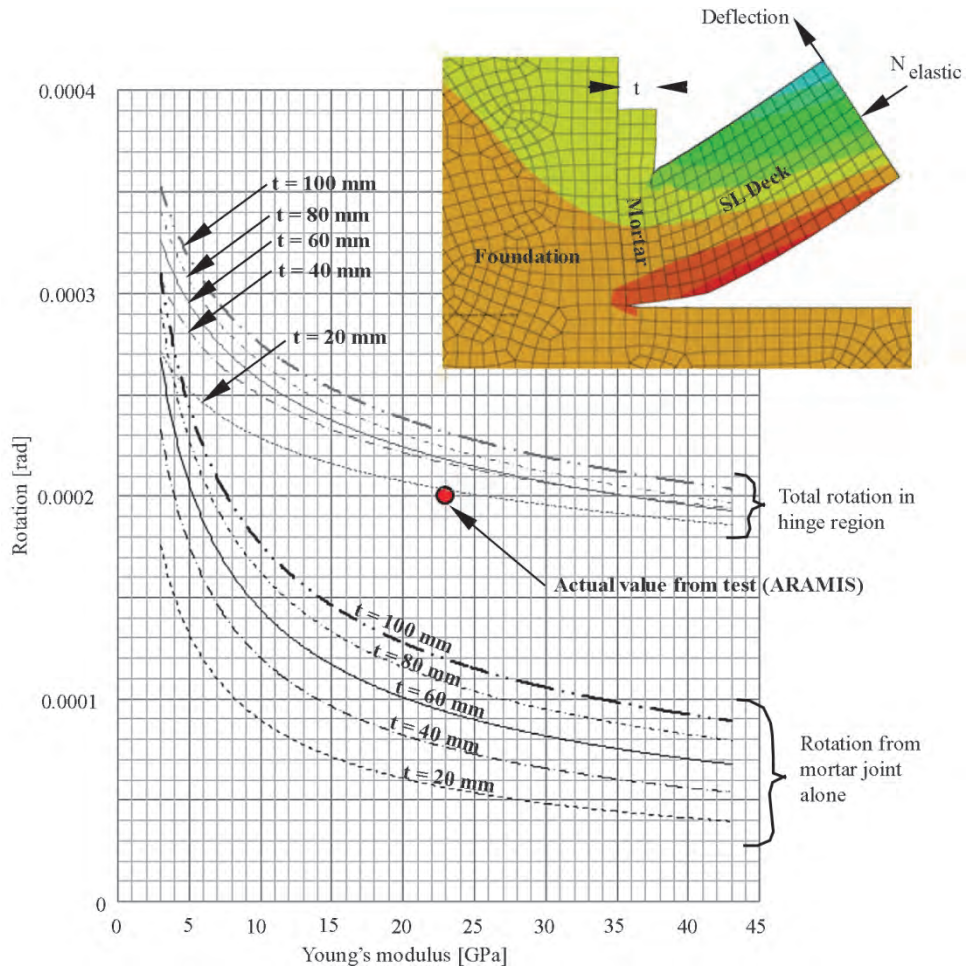 Deflection
N elastic
t
0.0004
t = 100 mm
t = 80 mm
t = 60 mm
t = 40 mm
t = 20 mm
SL Deck
Mortar
Foundation
0.0003
0.0002
0.0001
0
Rotation [rad]
Total rotation in
hinge region
Actual value from test (ARAMIS)
t = 100 mm
t = 80 mm
t = 60 mm
t = 40 mm
t = 20 mm
Rotation from
mortar joint
alone
0 5 10 15 20 25 30 35 40 45
Young's modulus [GPa]